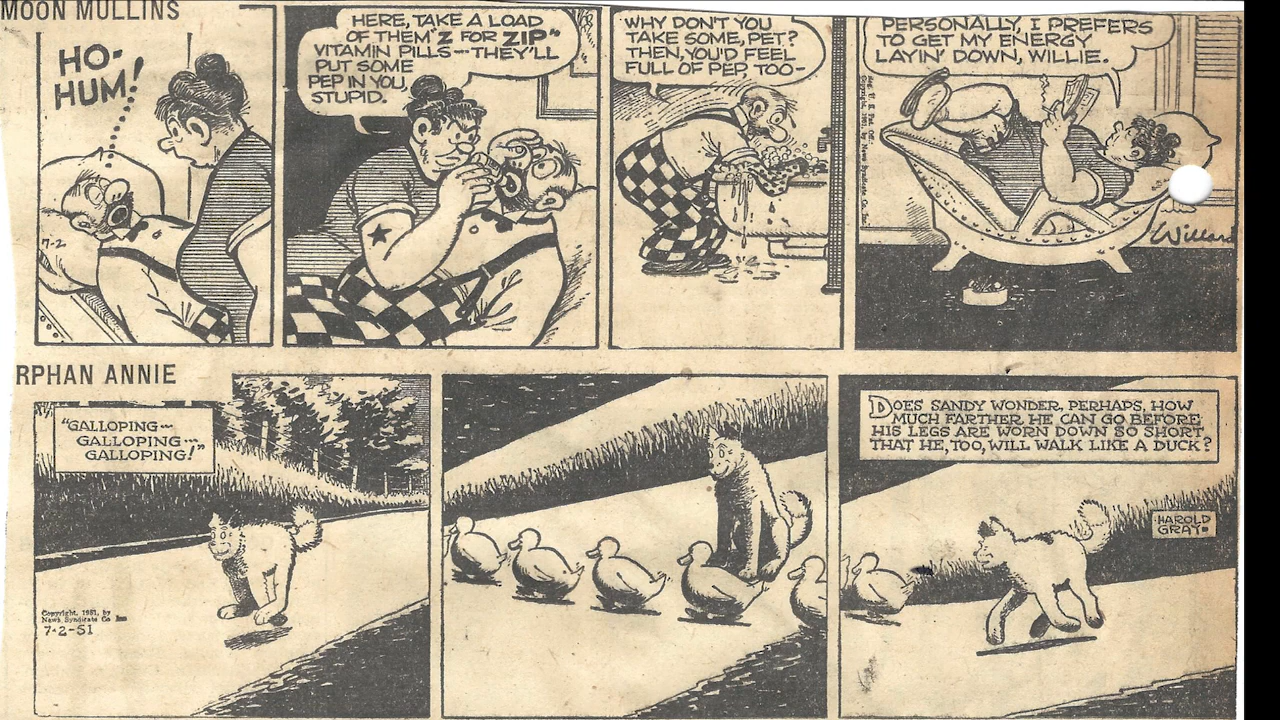 MOON MULLINS
HO-
HUM!
7-2
HERE, TAKE A LOAD
OF THEM "Z FOR ZIP"
VITAMIN PILLS--THEY'LL
PUT SOME
PEP IN YOU,
STUPID.
WHY DON'T YOU
TAKE SOME, PET?
THEN, YOU'D FEEL
FULL OF PEP, TOO-
PERSONALLY, I PREFERS
TO GET MY ENERGY
LAYIN' DOWN, WILLIE.
Willard
RPHAN ANNIE
"GALLOPING--
GALLOPING---
GALLOPING!"
Copyright, 1951, by
News Syndicate Co
7-2-51
DOES SANDY WONDER, PERHAPS, HOW
MUCH FARTHER HE CAN GO BEFORE
HIS LEGS ARE WORN DOWN SO SHORT
THAT HE, TOO, WILL WALK LIKE A DUCK?
HAROLD
GRAY-